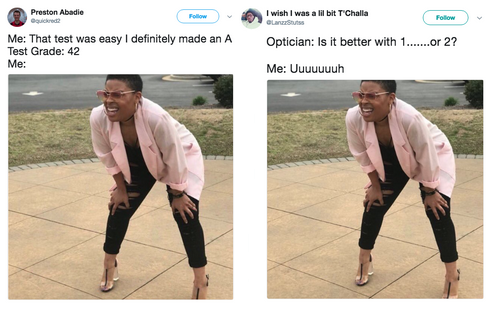 Preston Abadie
@quickred2
Follow
Me: That test was easy I definitely made an A
Test Grade: 42
Me:
I wish I was a lil bit T'Challa
@LanzzStutss
Follow
Optician: Is it better with 1.......or 2?
Me: Uuuuuuuh